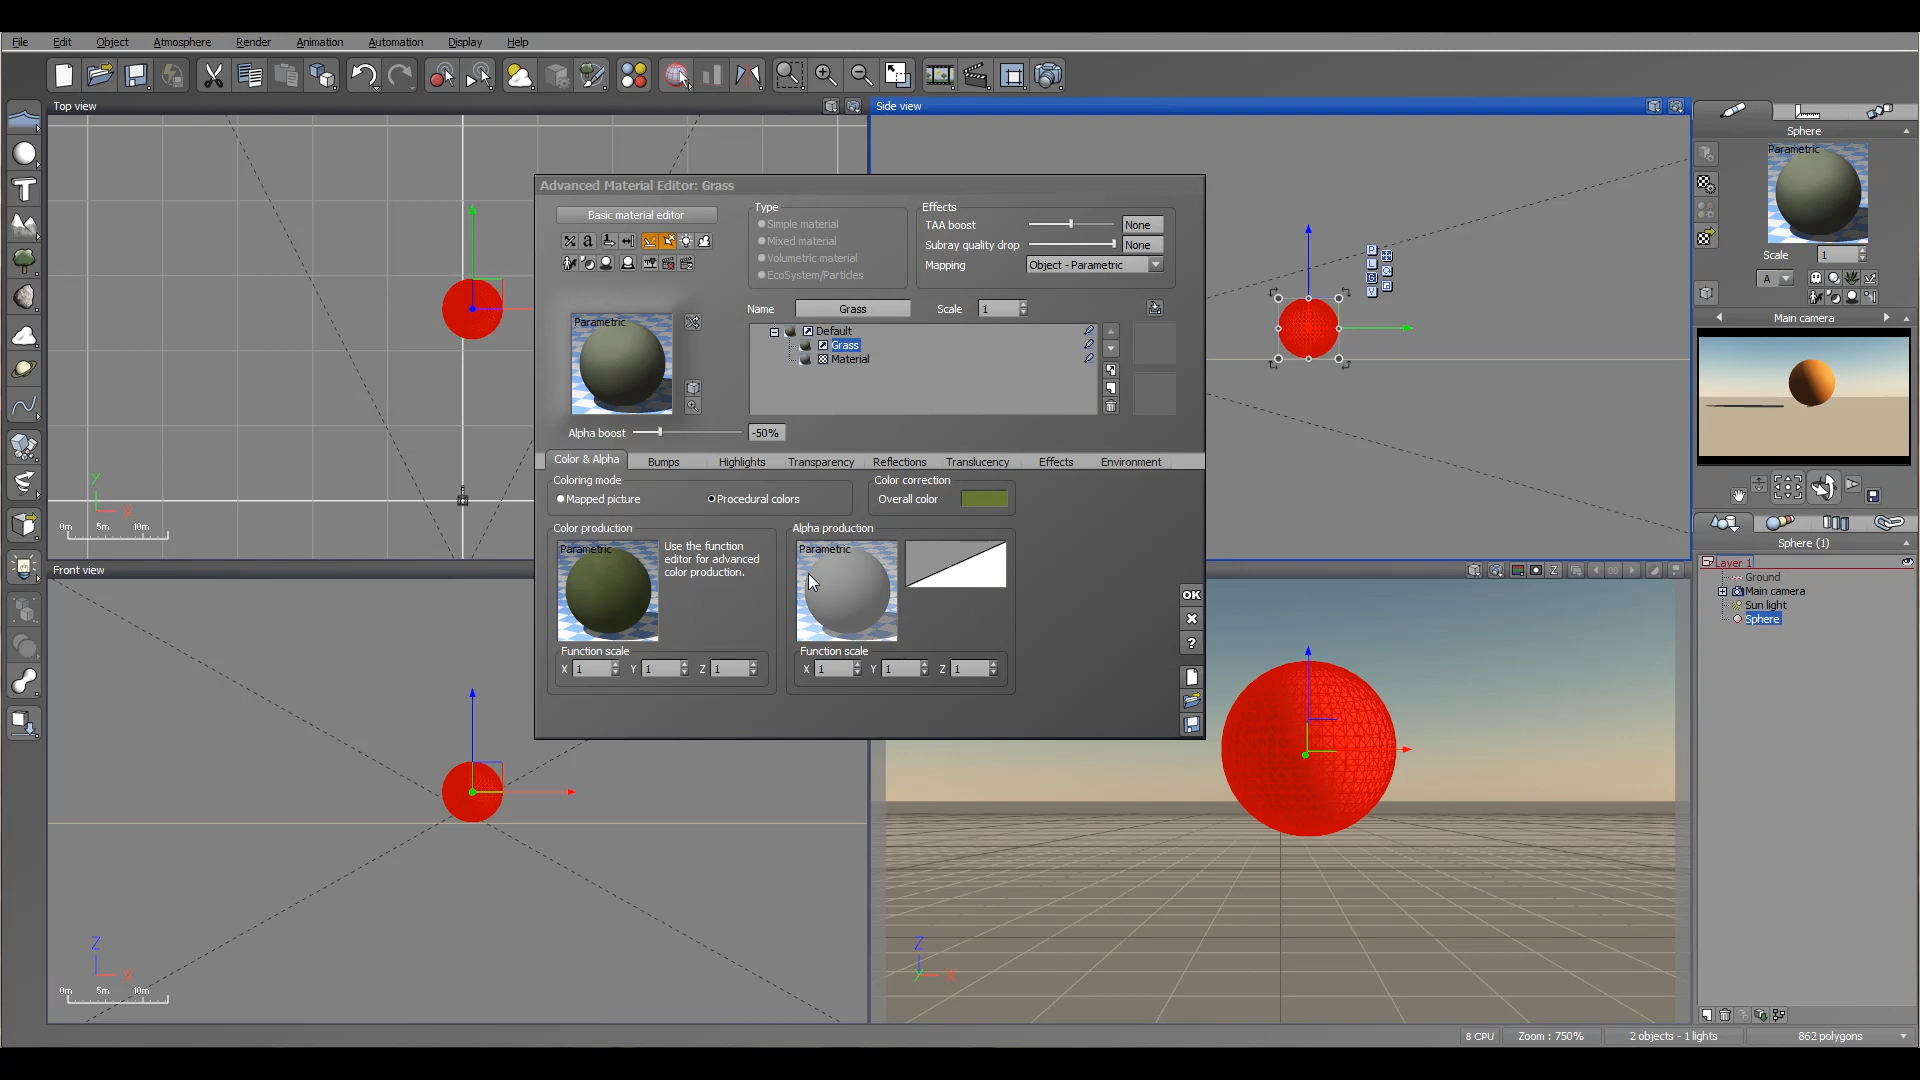 File Edit Object Atmosphere Render Animation Automation Display Help
Top view
Side view
Sphere
Parametric
Scale 1
A
Main camera
Advanced Material Editor: Grass
Basic material editor
Type
Simple material
Mixed material
Volumetric material
EcoSystem/Particles
Effects
TAA boost None
Subray quality drop None
Mapping Object - Parametric
Name Grass Scale 1
Parametric
Default
Grass
Material
Alpha boost -50%
Color & Alpha Bumps Highlights Transparency Reflections Translucency Effects Environment
Coloring mode
Mapped picture Procedural colors
Color correction
Overall color
Color production
Parametric
Use the function
editor for advanced
color production.
Function scale
X 1 Y 1 Z 1
Alpha production
Parametric
Function scale
X 1 Y 1 Z 1
OK
?
P
Y
X
0m 5m 10m
Front view
Z
X
0m 5m 10m
Z
Z
Y X
Sphere (1)
Layer 1
Ground
Main camera
Sun light
Sphere
8 CPU Zoom : 750% 2 objects - 1 lights 862 polygons